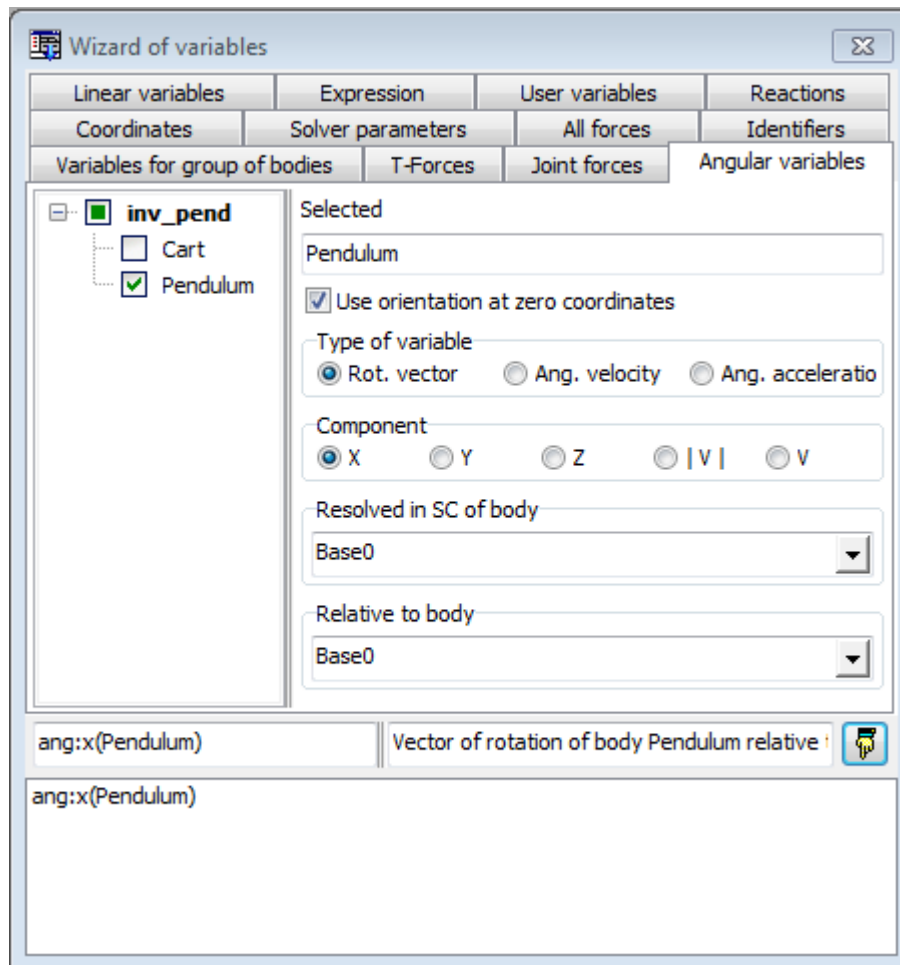 Wizard of variables
Linear variables Expression User variables Reactions
Coordinates Solver parameters All forces Identifiers
Variables for group of bodies T-Forces Joint forces Angular variables
inv_pend
Cart
Pendulum
Selected
Pendulum
Use orientation at zero coordinates
Type of variable
Rot. vector Ang. velocity Ang. acceleratio
Component
X Y Z | V | V
Resolved in SC of body
Base0
Relative to body
Base0
ang:x(Pendulum) Vector of rotation of body Pendulum relative
ang:x(Pendulum)